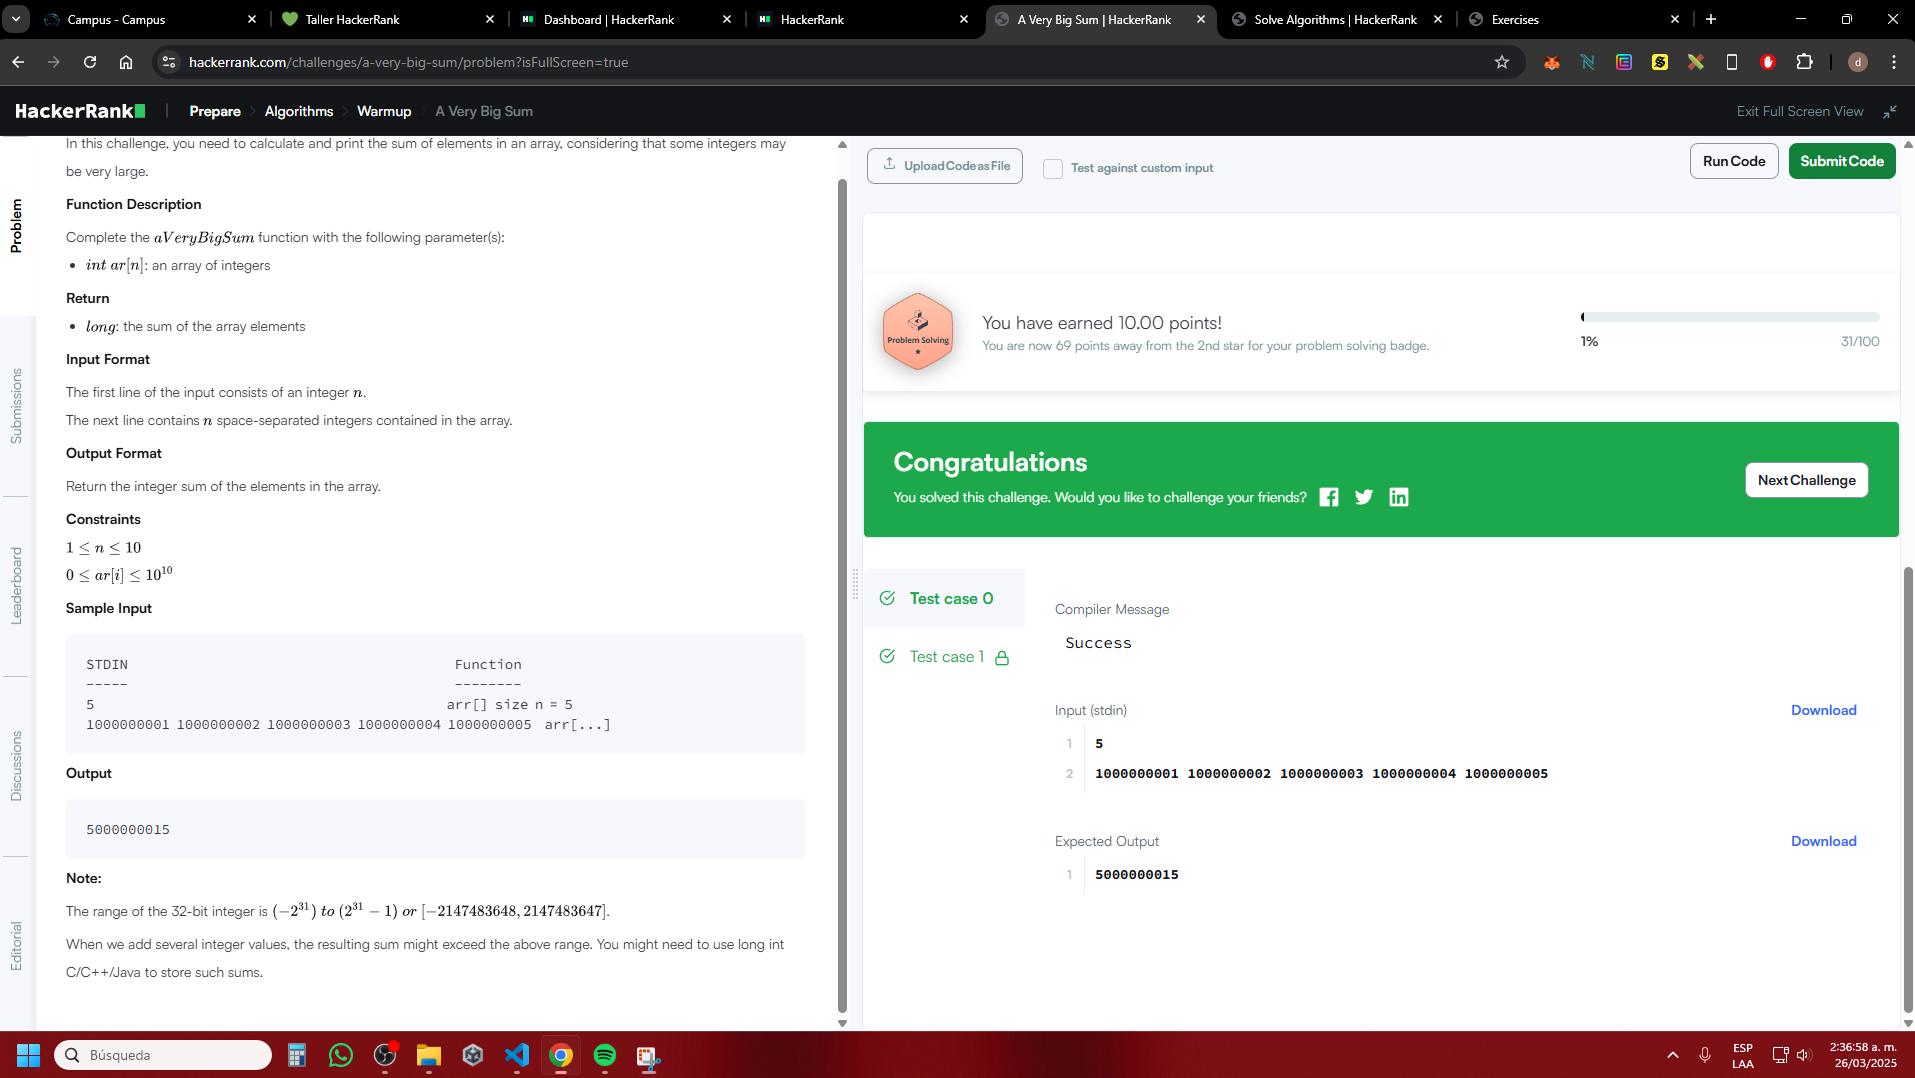 Campus - Campus
Taller HackerRank
Dashboard | HackerRank
HackerRank
A Very Big Sum | HackerRank
Solve Algorithms | HackerRank
Exercises
hackerrank.com/challenges/a-very-big-sum/problem?isFullScreen=true
d
HackerRank
Prepare
Algorithms
Warmup
A Very Big Sum
Exit Full Screen View
Problem
Submissions
Leaderboard
Discussions
Editorial
In this challenge, you need to calculate and print the sum of elements in an array, considering that some integers may
be very large.
Function Description
Complete the aVeryBigSum function with the following parameter(s):
• int ar[n]: an array of integers
Return
• long: the sum of the array elements
Input Format
The first line of the input consists of an integer n.
The next line contains n space-separated integers contained in the array.
Output Format
Return the integer sum of the elements in the array.
Constraints
1 ≤ n ≤ 10
0 ≤ ar[i] ≤ 10^10
Sample Input
STDIN Function
----- --------
5 arr[] size n = 5
1000000001 1000000002 1000000003 1000000004 1000000005 arr[...]
Output
5000000015
Note:
The range of the 32-bit integer is (−2^31) to (2^31 − 1) or [−2147483648, 2147483647].
When we add several integer values, the resulting sum might exceed the above range. You might need to use long int
C/C++/Java to store such sums.
Upload Code as File
Test against custom input
Run Code
Submit Code
Problem Solving
You have earned 10.00 points!
You are now 69 points away from the 2nd star for your problem solving badge.
1%
31/100
Congratulations
You solved this challenge. Would you like to challenge your friends?
Next Challenge
Test case 0
Test case 1
Compiler Message
Success
Input (stdin)
Download
1 5
2 1000000001 1000000002 1000000003 1000000004 1000000005
Expected Output
Download
1 5000000015
Búsqueda
ESP
LAA
2:36:58 a. m.
26/03/2025